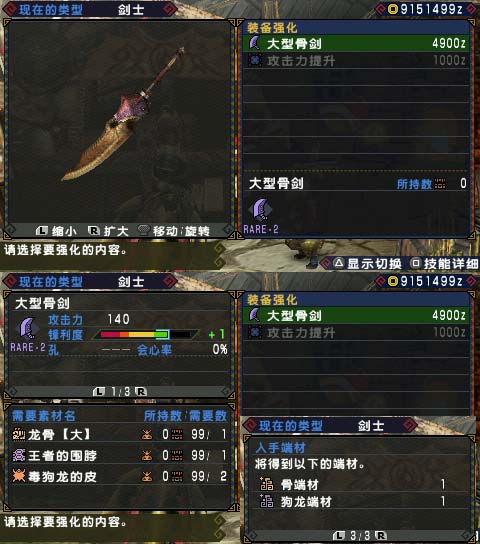 现在的类型 剑士
9151499z
装备强化
大型骨剑 4900z
攻击力提升 1000z
大型骨剑 所持数 0
RARE-2
L 缩小 R 扩大 移动/旋转
请选择要强化的内容。
△显示切换 □技能详细
现在的类型 剑士
9151499z
大型骨剑
攻击力 140
RARE-2
锋利度 +1
孔 --- 会心率 0%
L 1/3 R
装备强化
大型骨剑 4900z
攻击力提升 1000z
需要素材名 所持数/需要数
龙骨【大】 0 99/ 1
王者的围脖 0 99/ 1
毒狗龙的皮 0 99/ 2
请选择要强化的内容。
现在的类型 剑士
入手端材
将得到以下的端材。
骨端材 1
狗龙端材 1
L 3/3 R